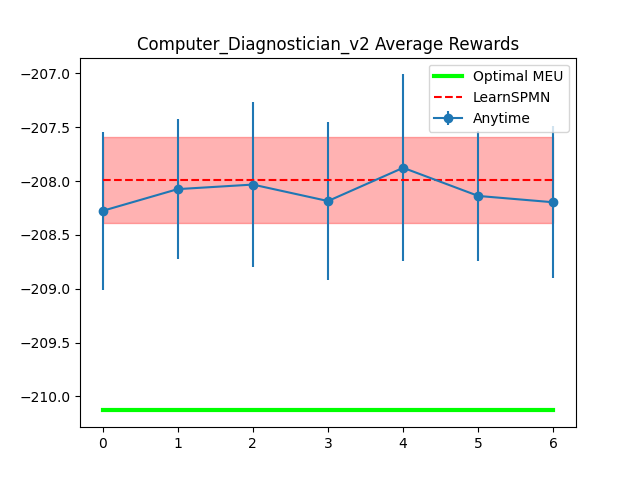 Computer_Diagnostician_v2 Average Rewards
−207.0
−207.5
−208.0
−208.5
−209.0
−209.5
−210.0
0 1 2 3 4 5 6
Optimal MEU
LearnSPMN
Anytime